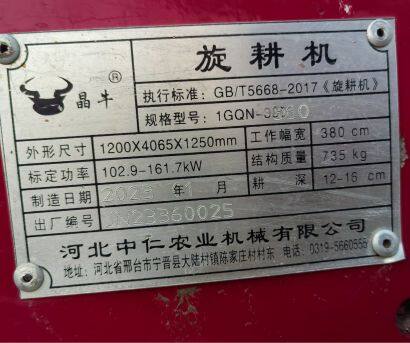 旋耕机
晶牛®
执行标准：GB/T5668-2017《旋耕机》
规格型号：1GQN-380
外形尺寸 1200X4065X1250mm 工作幅宽 380 cm
标定功率 102.9-161.7kW 结构质量 735 kg
制造日期 2023 年 1 月 耕 深 12-16 cm
出厂编号 JN23360025
河北中仁农业机械有限公司
地址：河北省邢台市宁晋县大陆村镇陈家庄村村东 电话：0319-5660555